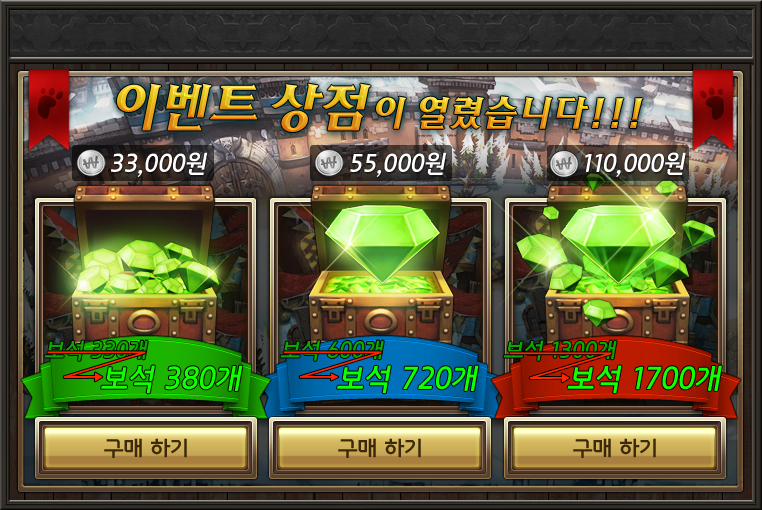 이벤트 상점이 열렸습니다!!!
₩ 33,000원
₩ 55,000원
₩ 110,000원
보석 330개
보석 380개
보석 600개
보석 720개
보석 1300개
보석 1700개
구매 하기
구매 하기
구매 하기